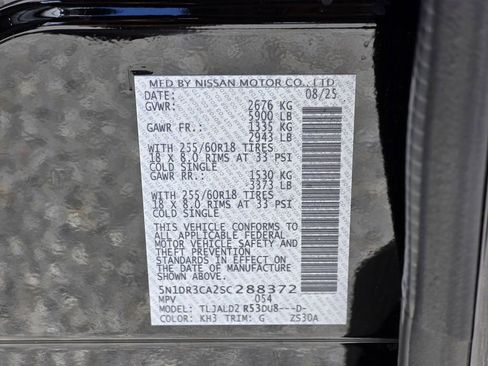 MFD BY NISSAN MOTOR CO., LTD.
DATE: 08/25
GVWR: 2676 KG
5900 LB
GAWR FR.: 1335 KG
2943 LB
WITH 255/60R18 TIRES
18 X 8.0 RIMS AT 33 PSI
COLD SINGLE
GAWR RR.: 1530 KG
3373 LB
WITH 255/60R18 TIRES
18 X 8.0 RIMS AT 33 PSI
COLD SINGLE
THIS VEHICLE CONFORMS TO
ALL APPLICABLE FEDERAL
MOTOR VEHICLE SAFETY AND
THEFT PREVENTION
STANDARDS IN EFFECT ON
THE DATE OF MANUFACTURE
SHOWN ABOVE.
5N1DR3CA2SC288372
MPV 054
MODEL: TLJALD2 R53DU8---D-
COLOR: KH3 TRIM: G Z530A